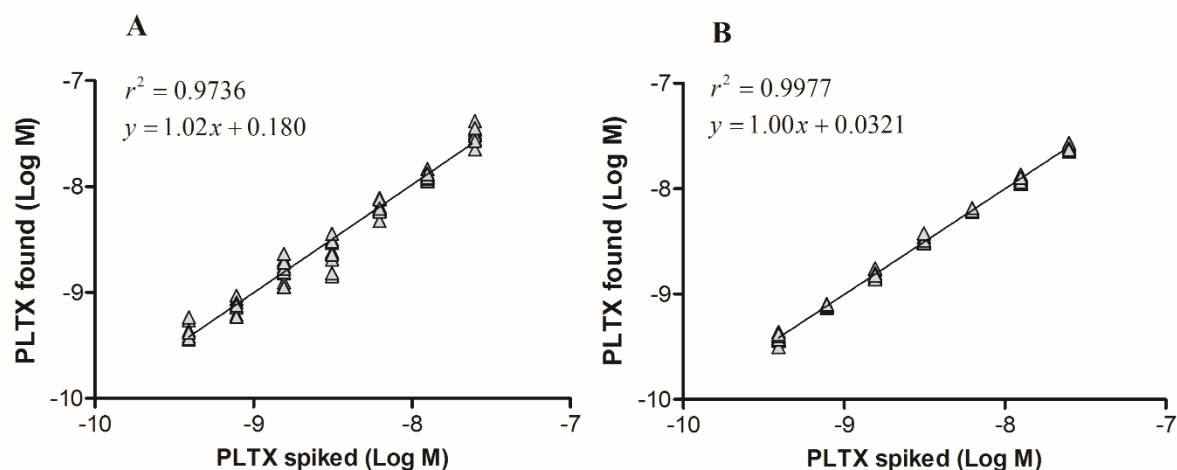 A
r² = 0.9736
y = 1.02x + 0.180
PLTX found (Log M)
-7
-8
-9
-10
-10
-9
-8
-7
PLTX spiked (Log M)
B
r² = 0.9977
y = 1.00x + 0.0321
PLTX found (Log M)
-7
-8
-9
-10
-10
-9
-8
-7
PLTX spiked (Log M)